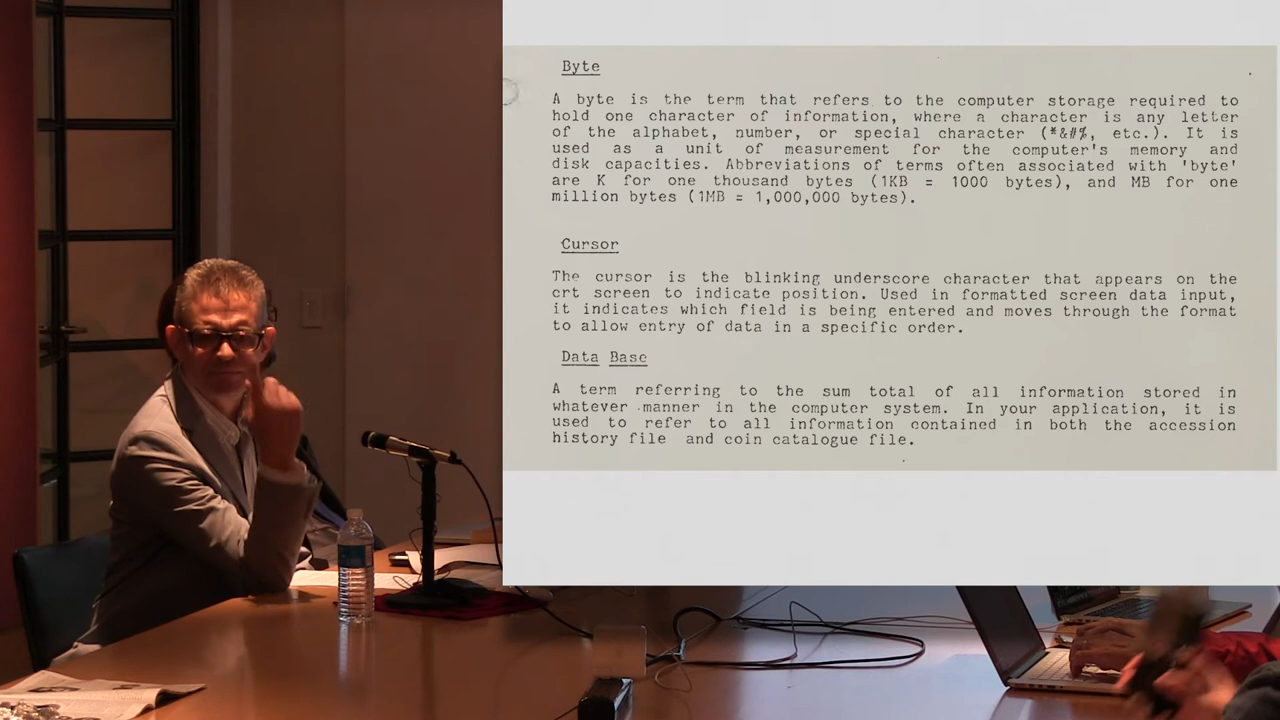 Byte
A byte is the term that refers to the computer storage required to
hold one character of information, where a character is any letter
of the alphabet, number, or special character (*&#%, etc.). It is
used as a unit of measurement for the computer's memory and
disk capacities. Abbreviations of terms often associated with 'byte'
are K for one thousand bytes (1KB = 1000 bytes), and MB for one
million bytes (1MB = 1,000,000 bytes).
Cursor
The cursor is the blinking underscore character that appears on the
crt screen to indicate position. Used in formatted screen data input,
it indicates which field is being entered and moves through the format
to allow entry of data in a specific order.
Data Base
A term referring to the sum total of all information stored in
whatever manner in the computer system. In your application, it is
used to refer to all information contained in both the accession
history file and coin catalogue file.